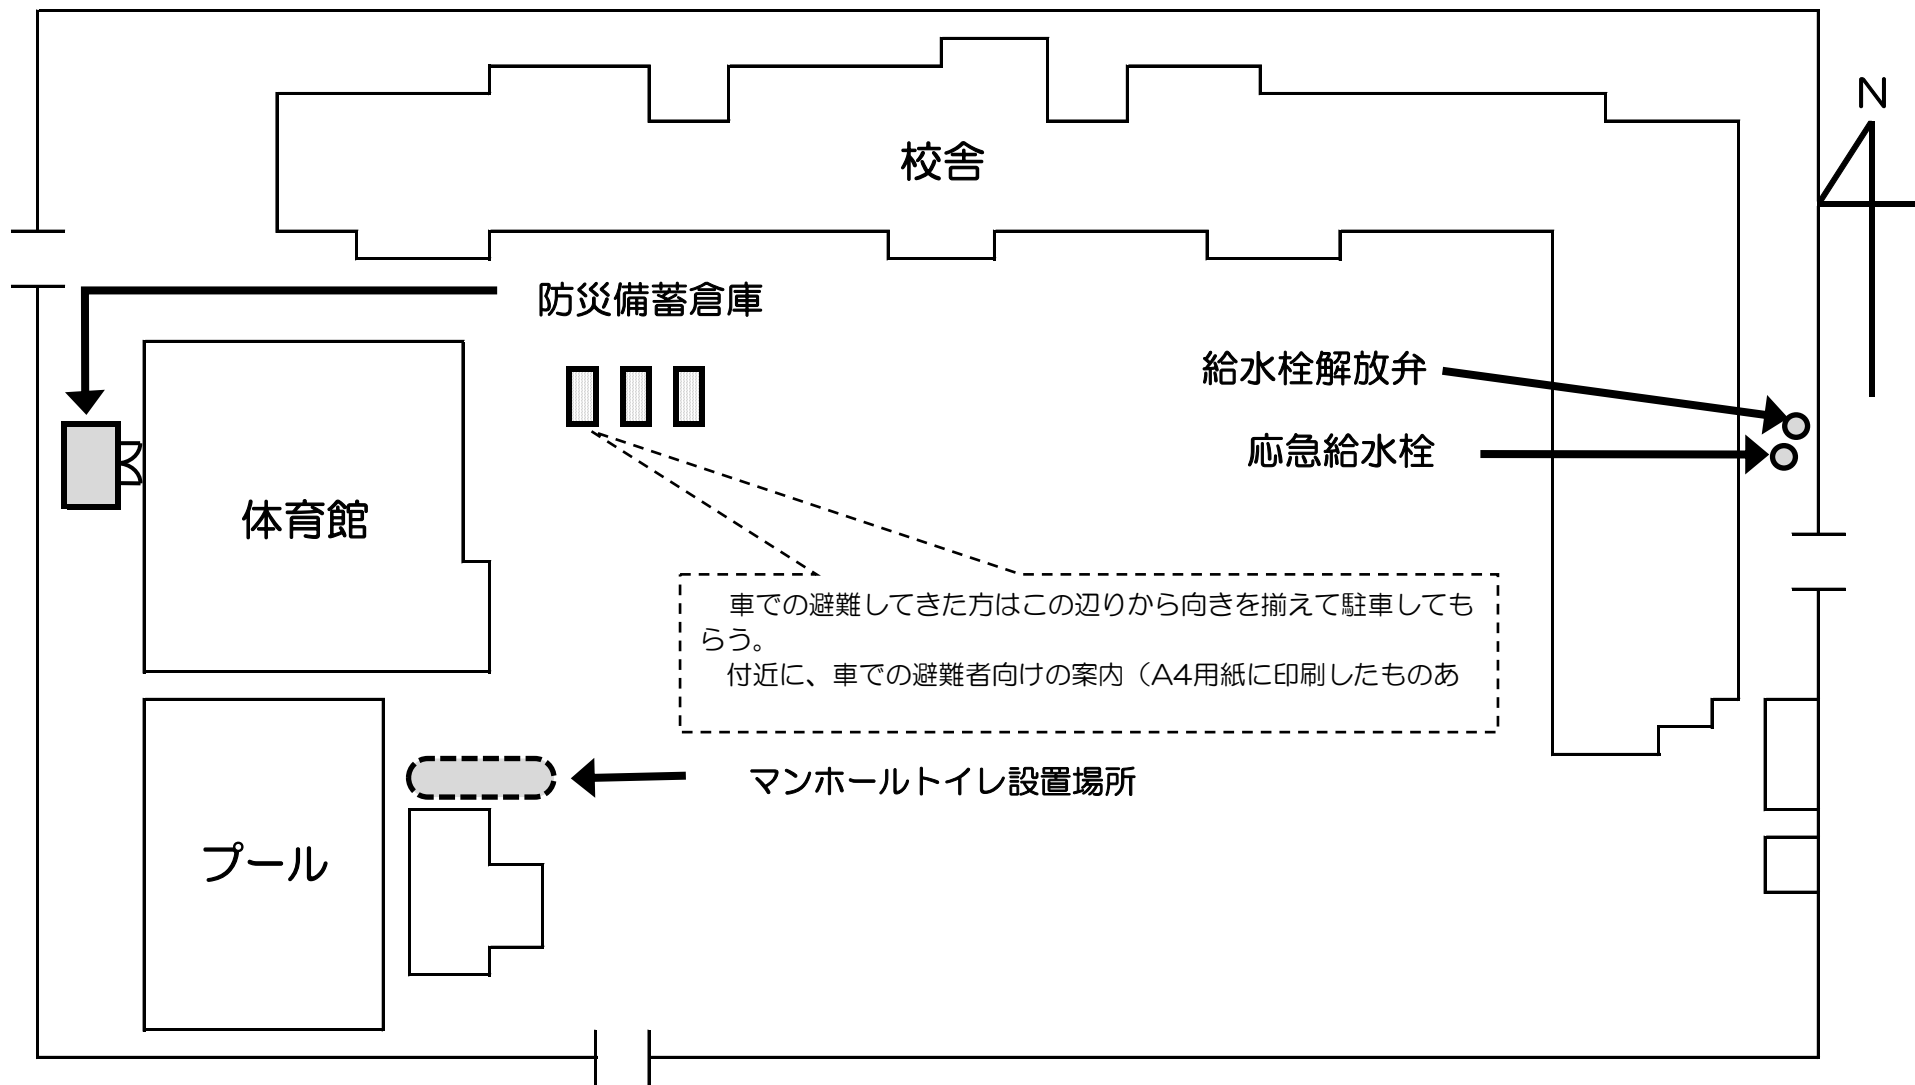 N
校舎
防災備蓄倉庫
給水栓解放弁
応急給水栓
体育館
車での避難してきた方はこの辺りから向きを揃えて駐車しても
らう。
付近に、車での避難者向けの案内（A4用紙に印刷したものあ
マンホールトイレ設置場所
プール